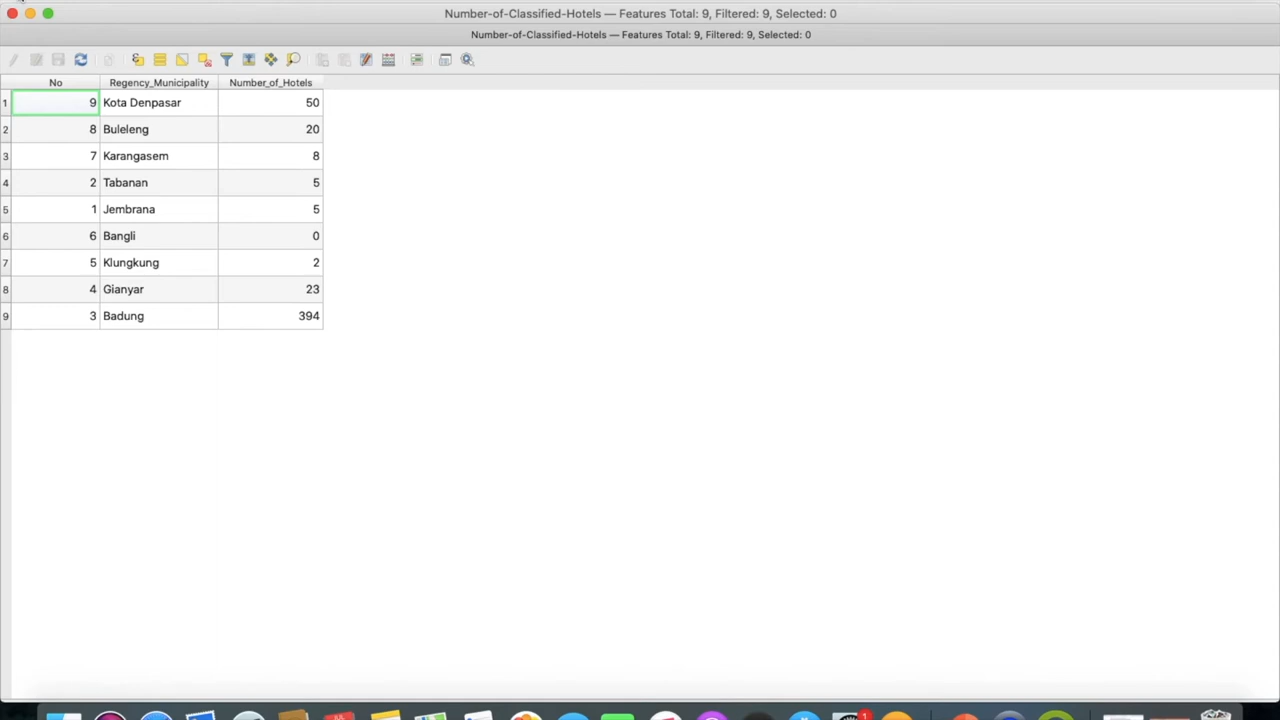 Number-of-Classified-Hotels — Features Total: 9, Filtered: 9, Selected: 0
Number-of-Classified-Hotels — Features Total: 9, Filtered: 9, Selected: 0
No Regency_Municipality Number_of_Hotels
1 9 Kota Denpasar 50
2 8 Buleleng 20
3 7 Karangasem 8
4 2 Tabanan 5
5 1 Jembrana 5
6 6 Bangli 0
7 5 Klungkung 2
8 4 Gianyar 23
9 3 Badung 394
JUL 1